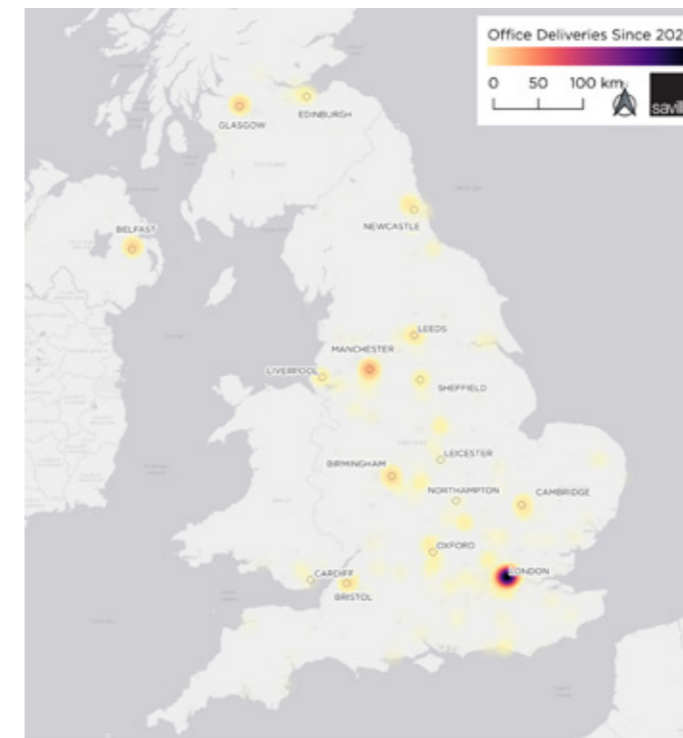 Office Deliveries Since 202
0 50 100 km
savill
GLASGOW
EDINBURGH
NEWCASTLE
BELFAST
LEEDS
MANCHESTER
LIVERPOOL
SHEFFIELD
LEICESTER
BIRMINGHAM
NORTHAMPTON
CAMBRIDGE
OXFORD
LONDON
CARDIFF
BRISTOL